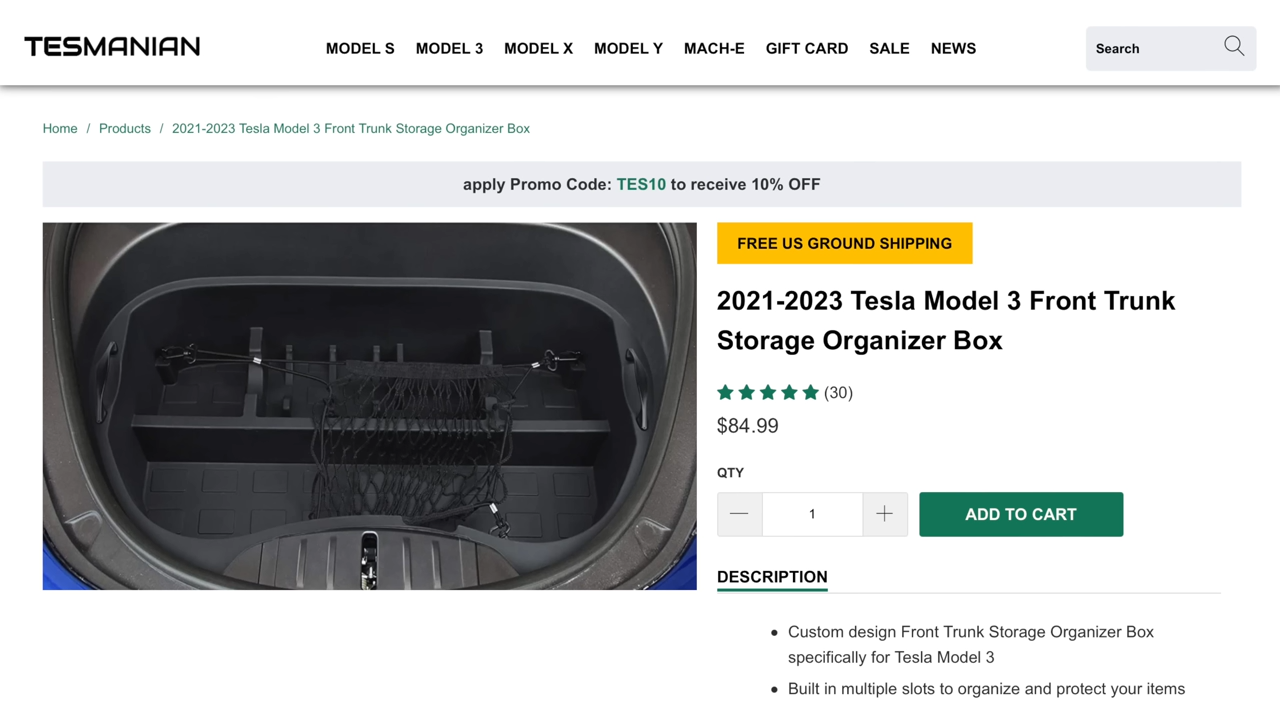 TESMANIAN
MODEL S MODEL 3 MODEL X MODEL Y MACH-E GIFT CARD SALE NEWS
Search
Home / Products / 2021-2023 Tesla Model 3 Front Trunk Storage Organizer Box
apply Promo Code: TES10 to receive 10% OFF
FREE US GROUND SHIPPING
2021-2023 Tesla Model 3 Front Trunk
Storage Organizer Box
(30)
$84.99
QTY
1
ADD TO CART
DESCRIPTION
• Custom design Front Trunk Storage Organizer Box
specifically for Tesla Model 3
• Built in multiple slots to organize and protect your items